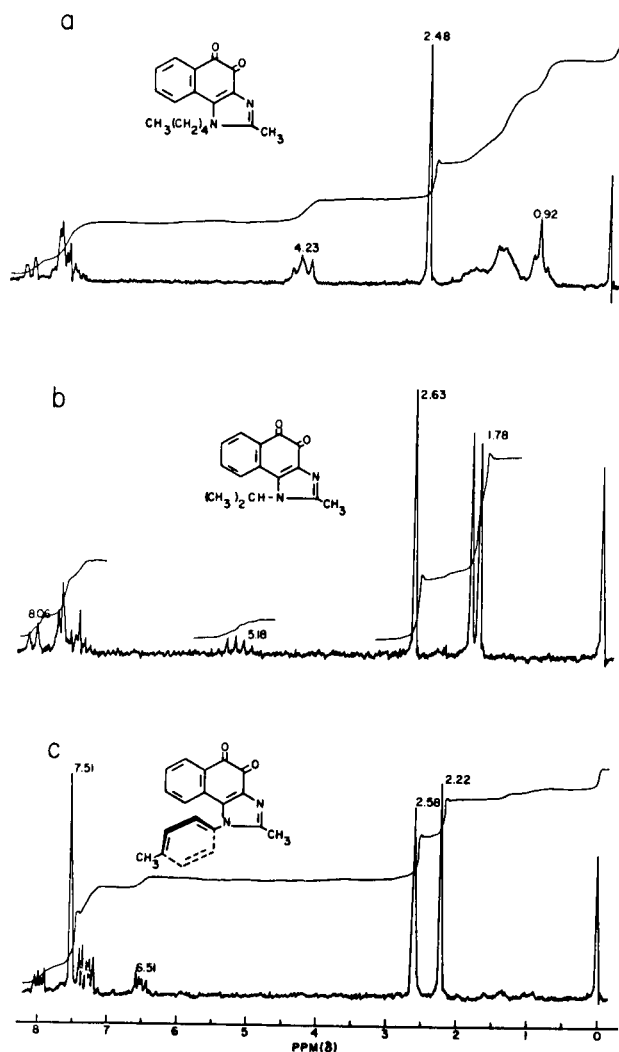 a
O
O
N
CH3(CH2)4
N
CH3
2.48
4.23
0.92
b
O
O
N
(CH3)2CH-N
CH3
2.63
1.78
8.06
5.18
c
O
O
N
N
CH3
CH3
7.51
2.58
2.22
6.51
8 7 6 5 4 3 2 1 0
PPM(δ)